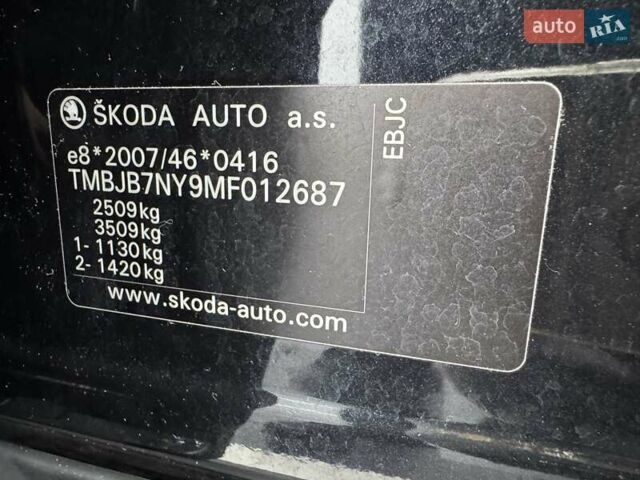 auto RIA.com
ŠKODA AUTO a.s.
EBJC
e8*2007/46*0416
TMBJB7NY9MF012687
2509kg
3509kg
1- 1130kg
2- 1420kg
www.skoda-auto.com